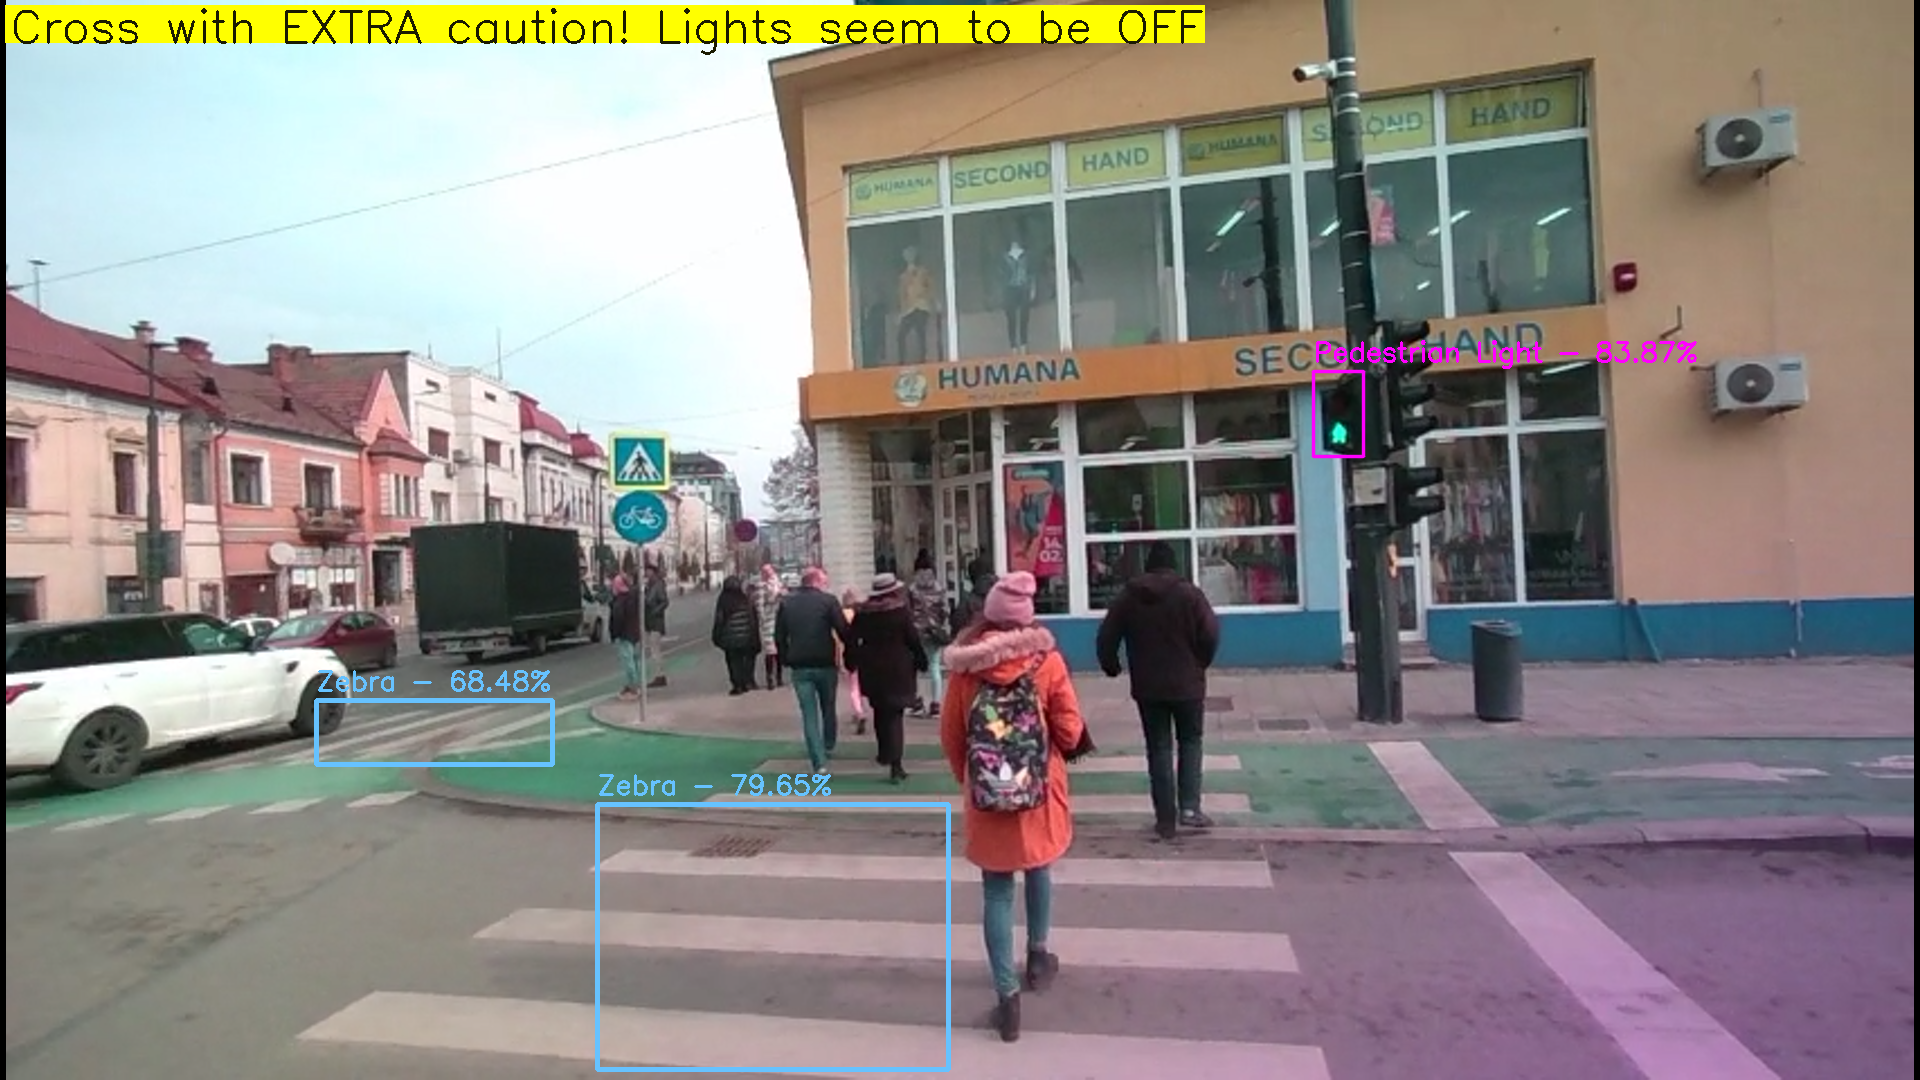 Cross with EXTRA caution! Lights seem to be OFF
HUMANA
SECOND
HAND
HUMANA
SECOND
HAND
HUMANA
SECO
HAND
Pedestrian Light - 83.87%
Zebra - 68.48%
Zebra - 79.65%